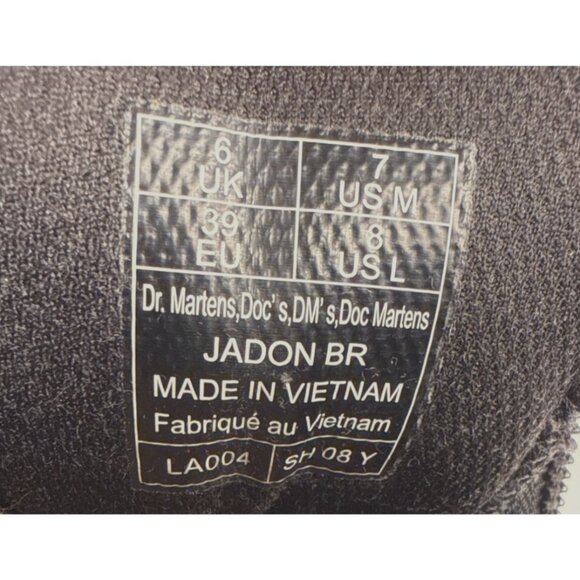 6 UK
7 US M
39 EU
8 US L
Dr. Martens,Doc's,DM's,Doc Martens
JADON BR
MADE IN VIETNAM
Fabriqué au Vietnam
LA004 SH 08 Y